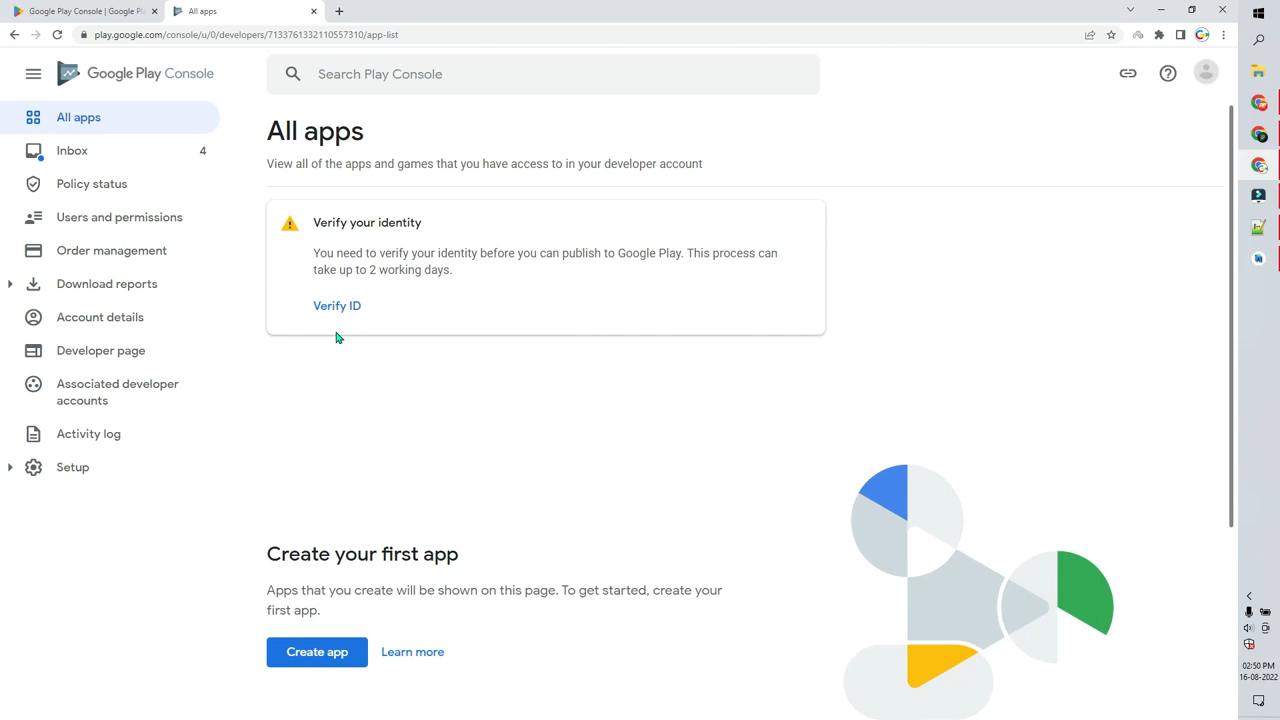 Google Play Console | Google Pl
All apps
play.google.com/console/u/0/developers/7133761332110557310/app-list
Google Play Console
Search Play Console
All apps
Inbox
4
Policy status
Users and permissions
Order management
Download reports
Account details
Developer page
Associated developer
accounts
Activity log
Setup
All apps
View all of the apps and games that you have access to in your developer account
Verify your identity
You need to verify your identity before you can publish to Google Play. This process can
take up to 2 working days.
Verify ID
Create your first app
Apps that you create will be shown on this page. To get started, create your
first app.
Create app
Learn more
02:50 PM
16-08-2022